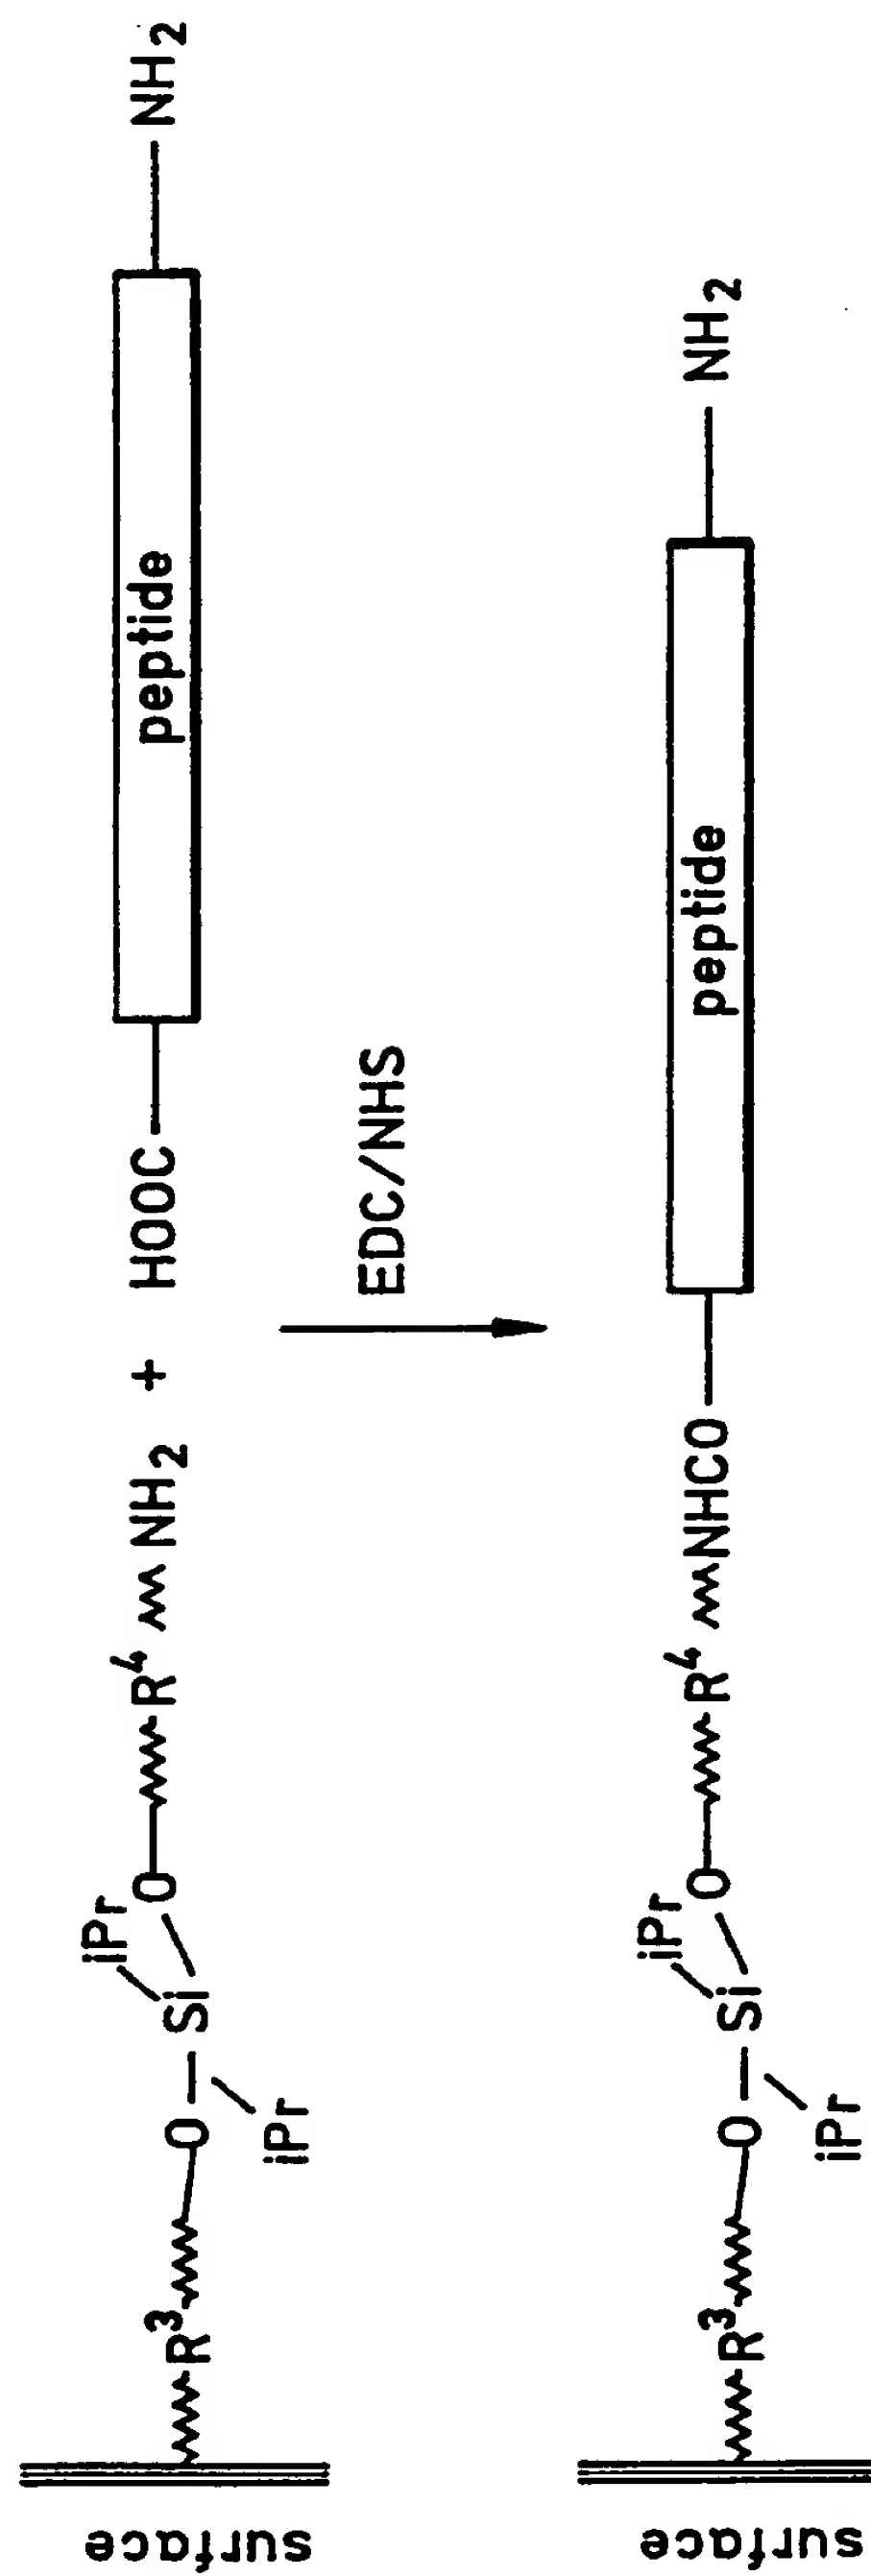 surface
R³
O
Si
iPr
iPr
O
R⁴
NH₂ + HOOC
peptide
NH₂
EDC/NHS
surface
R³
O
Si
iPr
iPr
O
R⁴
NHCO
peptide
NH₂